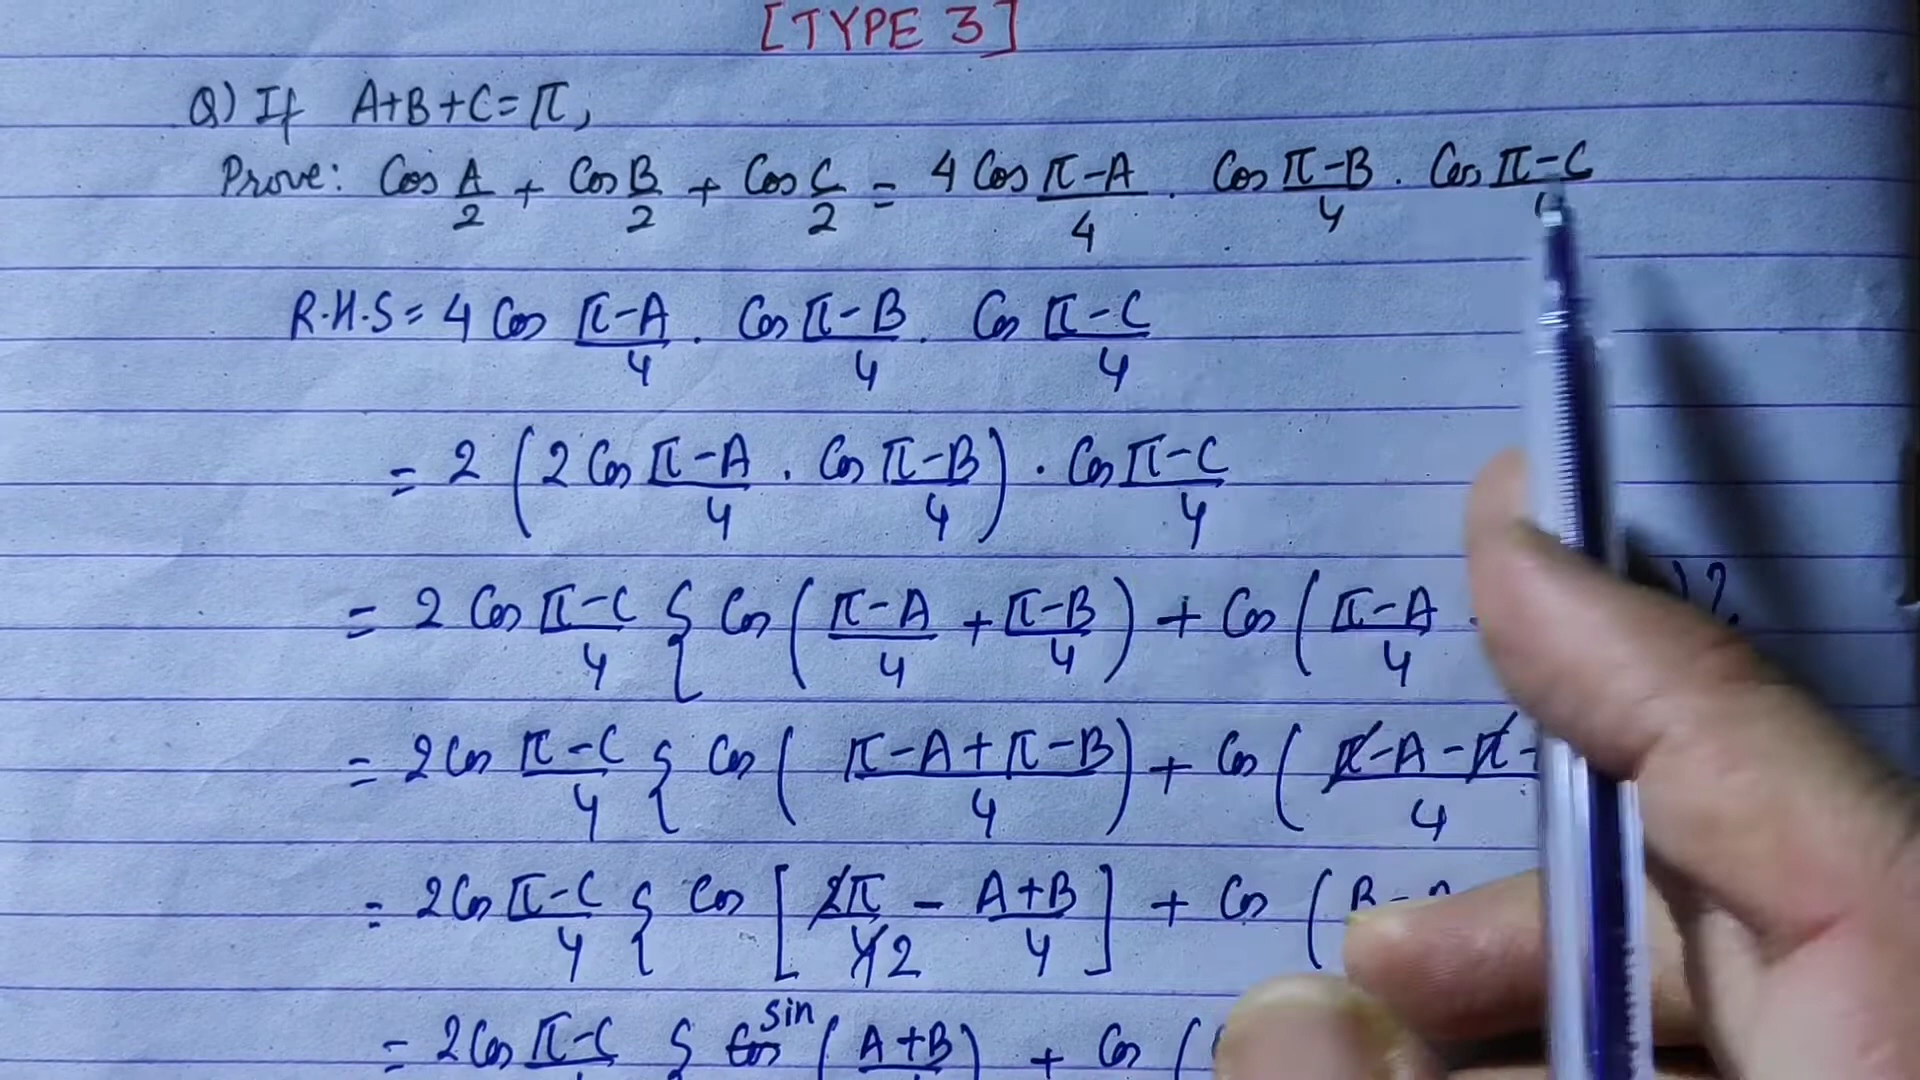 [TYPE 3]
Q) If A+B+C=π,
Prove: Cos A/2 + Cos B/2 + Cos C/2 = 4 Cos π-A/4 . Cos π-B/4 . Cos π-C
R.H.S = 4 Cos π-A/4 . Cos π-B/4 . Cos π-C/4
= 2 (2 Cos π-A/4 . Cos π-B/4) . Cos π-C/4
= 2 Cos π-C/4 { Cos (π-A/4 + π-B/4) + Cos (π-A/4
= 2 Cos π-C/4 { Cos (π-A+π-B/4) + Cos (π-A-π-/4
= 2 Cos π-C/4 { Cos [2π/4 2 - A+B/4] + Cos (B-
= 2 Cos π-C { Cos sin (A+B) + Cos (